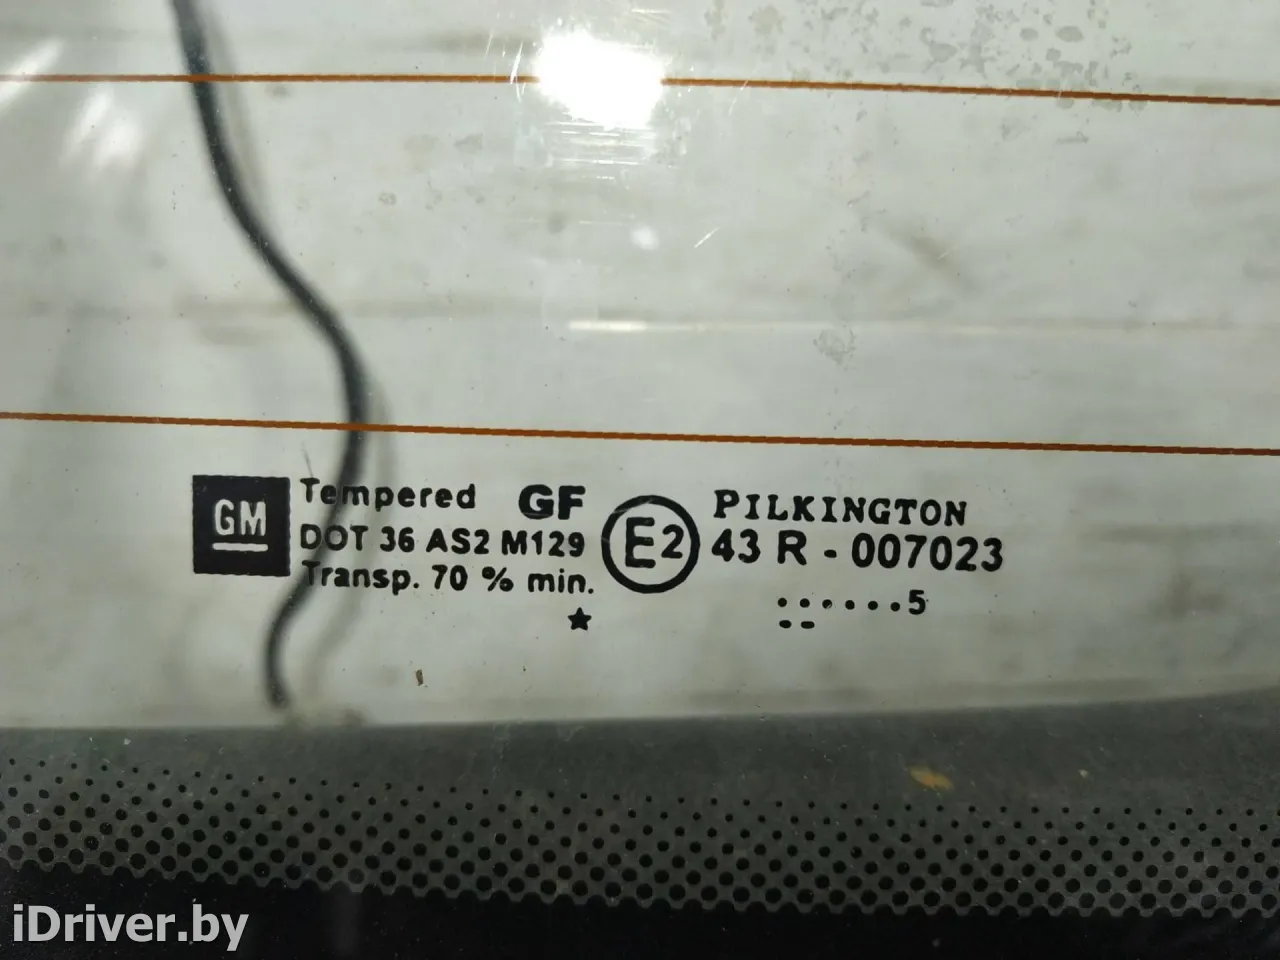 GM
Tempered GF
DOT 36 AS2 M129
Transp. 70 % min.
E2
PILKINGTON
43 R - 007023
.......5
iDriver.by